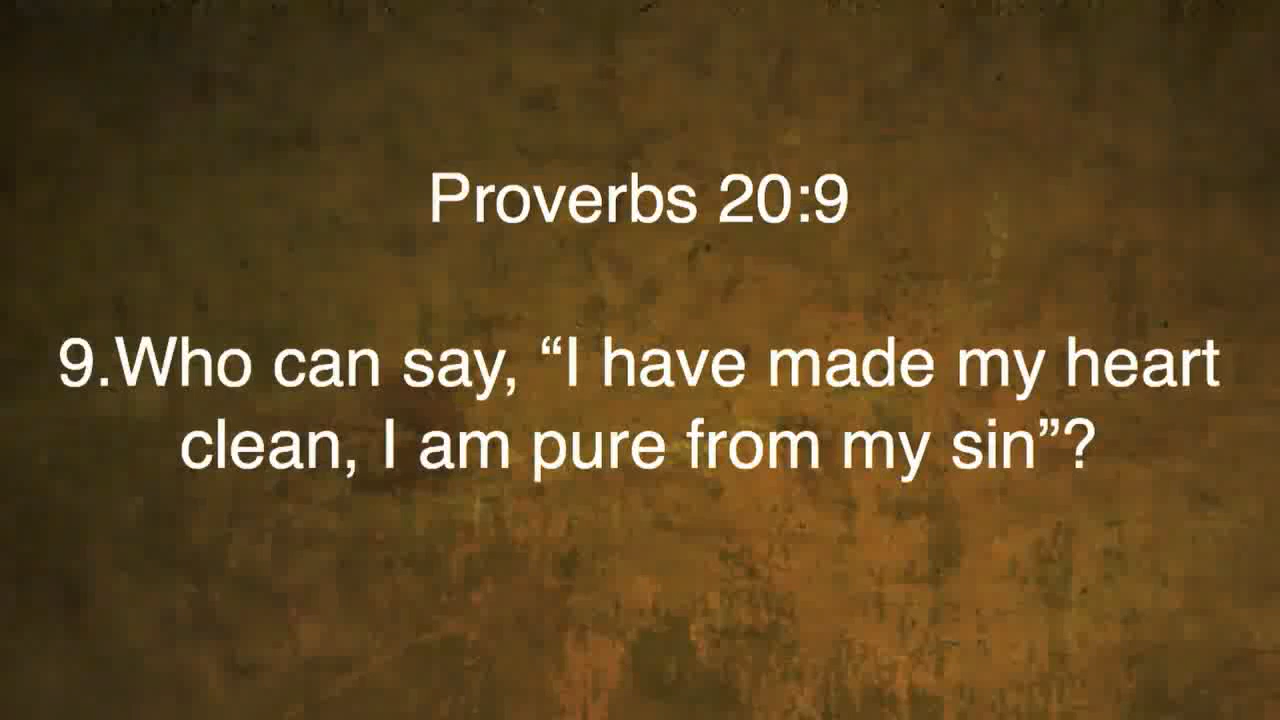 Proverbs 20:9
9.Who can say, “I have made my heart
clean, I am pure from my sin”?